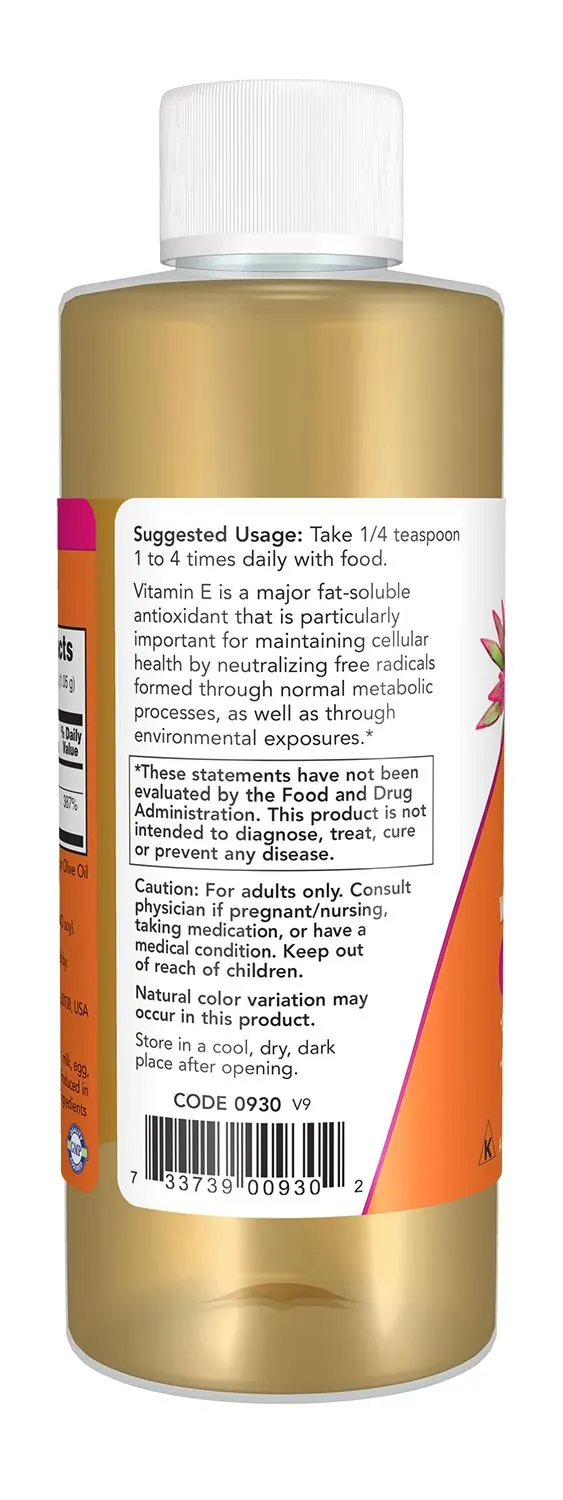 Suggested Usage: Take 1/4 teaspoon
1 to 4 times daily with food.
Vitamin E is a major fat-soluble
antioxidant that is particularly
important for maintaining cellular
health by neutralizing free radicals
formed through normal metabolic
processes, as well as through
environmental exposures.*
*These statements have not been
evaluated by the Food and Drug
Administration. This product is not
intended to diagnose, treat, cure
or prevent any disease.
Caution: For adults only. Consult
physician if pregnant/nursing,
taking medication, or have a
medical condition. Keep out
of reach of children.
Natural color variation may
occur in this product.
Store in a cool, dry, dark
place after opening.
CODE 0930 V9
7 33739 00930 2
% Daily
Value
387%
Olive Oil
USA
milk, egg,
GMP
K